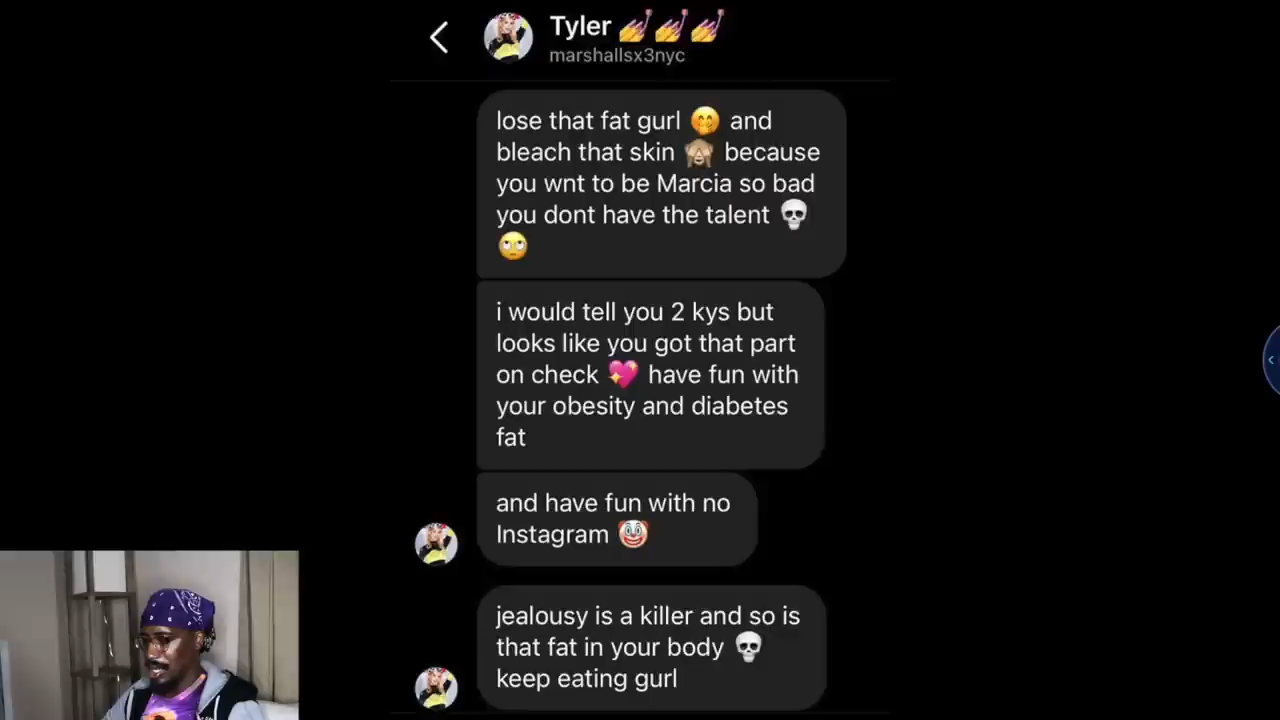 Tyler 💅💅💅
marshallsx3nyc
lose that fat gurl 🤭 and
bleach that skin 🙈 because
you wnt to be Marcia so bad
you dont have the talent 💀
🙄
i would tell you 2 kys but
looks like you got that part
on check 💖 have fun with
your obesity and diabetes
fat
and have fun with no
Instagram 🤡
jealousy is a killer and so is
that fat in your body 💀
keep eating gurl